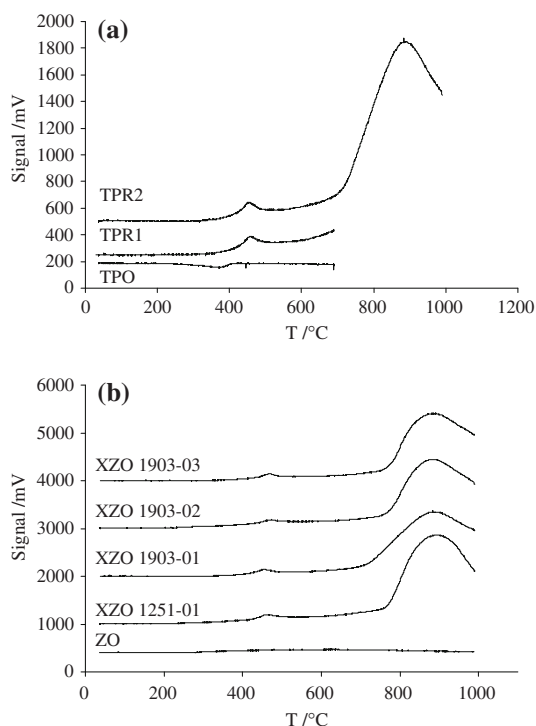 (a)
2000
1800
1600
1400
1200
1000
800
600
400
200
0
Signal /mV
TPR2
TPR1
TPO
0 200 400 600 800 1000 1200
T /°C
(b)
6000
5000
4000
3000
2000
1000
0
Signal /mV
XZO 1903-03
XZO 1903-02
XZO 1903-01
XZO 1251-01
ZO
0 200 400 600 800 1000
T /°C